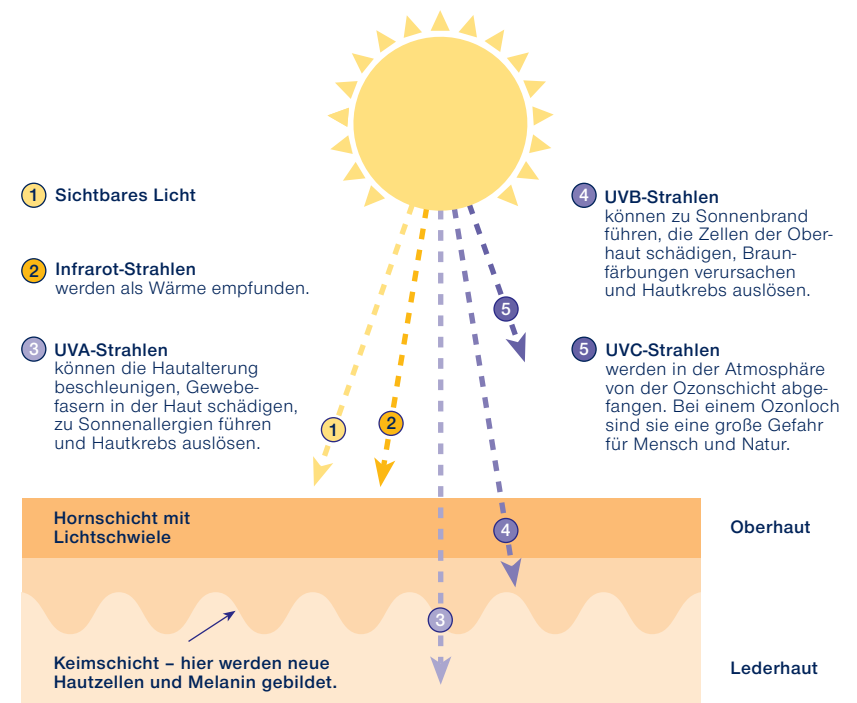 1 Sichtbares Licht
2 Infrarot-Strahlen
werden als Wärme empfunden.
3 UVA-Strahlen
können die Hautalterung
beschleunigen, Gewebe-
fasern in der Haut schädigen,
zu Sonnenallergien führen
und Hautkrebs auslösen.
4 UVB-Strahlen
können zu Sonnenbrand
führen, die Zellen der Ober-
haut schädigen, Braun-
färbungen verursachen
und Hautkrebs auslösen.
5 UVC-Strahlen
werden in der Atmosphäre
von der Ozonschicht abge-
fangen. Bei einem Ozonloch
sind sie eine große Gefahr
für Mensch und Natur.
5
2
1
4
3
Hornschicht mit
Lichtschwiele
Oberhaut
Keimschicht – hier werden neue
Hautzellen und Melanin gebildet.
Lederhaut